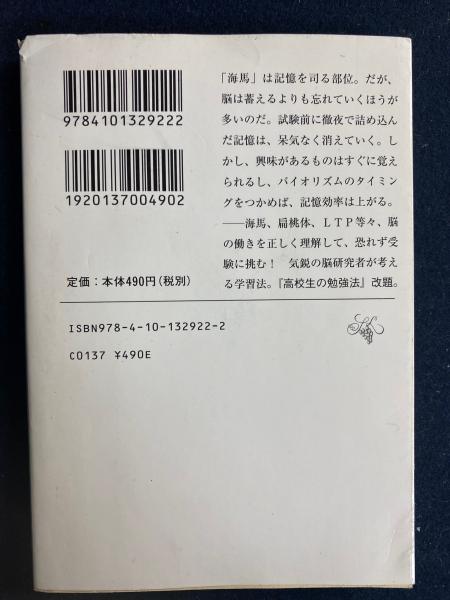 9784101329222
1920137004902
定価：本体490円（税別）
ISBN978-4-10-132922-2
C0137 ¥490E
「海馬」は記憶を司る部位。だが、
脳は蓄えるよりも忘れていくほうが
多いのだ。試験前に徹夜で詰め込ん
だ記憶は、呆気なく消えていく。し
かし、興味があるものはすぐに覚え
られるし、バイオリズムのタイミン
グをつかめば、記憶効率は上がる。
――海馬、扁桃体、ＬＴＰ等々、脳
の働きを正しく理解して、恐れず受
験に挑む！　気鋭の脳研究者が考え
る学習法。『高校生の勉強法』改題。